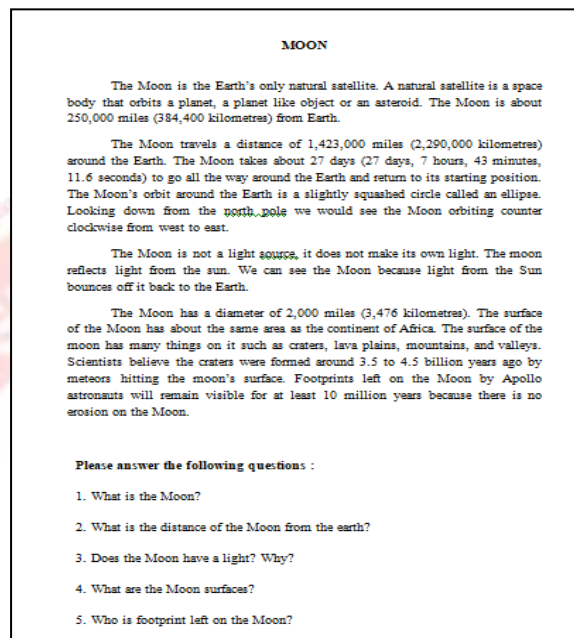 MOON
The Moon is the Earth's only natural satellite. A natural satellite is a space
body that orbits a planet, a planet like object or an asteroid. The Moon is about
250,000 miles (384,400 kilometres) from Earth.
The Moon travels a distance of 1,423,000 miles (2,290,000 kilometres)
around the Earth. The Moon takes about 27 days (27 days, 7 hours, 43 minutes,
11.6 seconds) to go all the way around the Earth and return to its starting position.
The Moon's orbit around the Earth is a slightly squashed circle called an ellipse.
Looking down from the north pole we would see the Moon orbiting counter
clockwise from west to east.
The Moon is not a light source, it does not make its own light. The moon
reflects light from the sun. We can see the Moon because light from the Sun
bounces off it back to the Earth.
The Moon has a diameter of 2,000 miles (3,476 kilometres). The surface
of the Moon has about the same area as the continent of Africa. The surface of the
moon has many things on it such as craters, lava plains, mountains, and valleys.
Scientists believe the craters were formed around 3.5 to 4.5 billion years ago by
meteors hitting the moon's surface. Footprints left on the Moon by Apollo
astronauts will remain visible for at least 10 million years because there is no
erosion on the Moon.
Please answer the following questions :
1. What is the Moon?
2. What is the distance of the Moon from the earth?
3. Does the Moon have a light? Why?
4. What are the Moon surfaces?
5. Who is footprint left on the Moon?